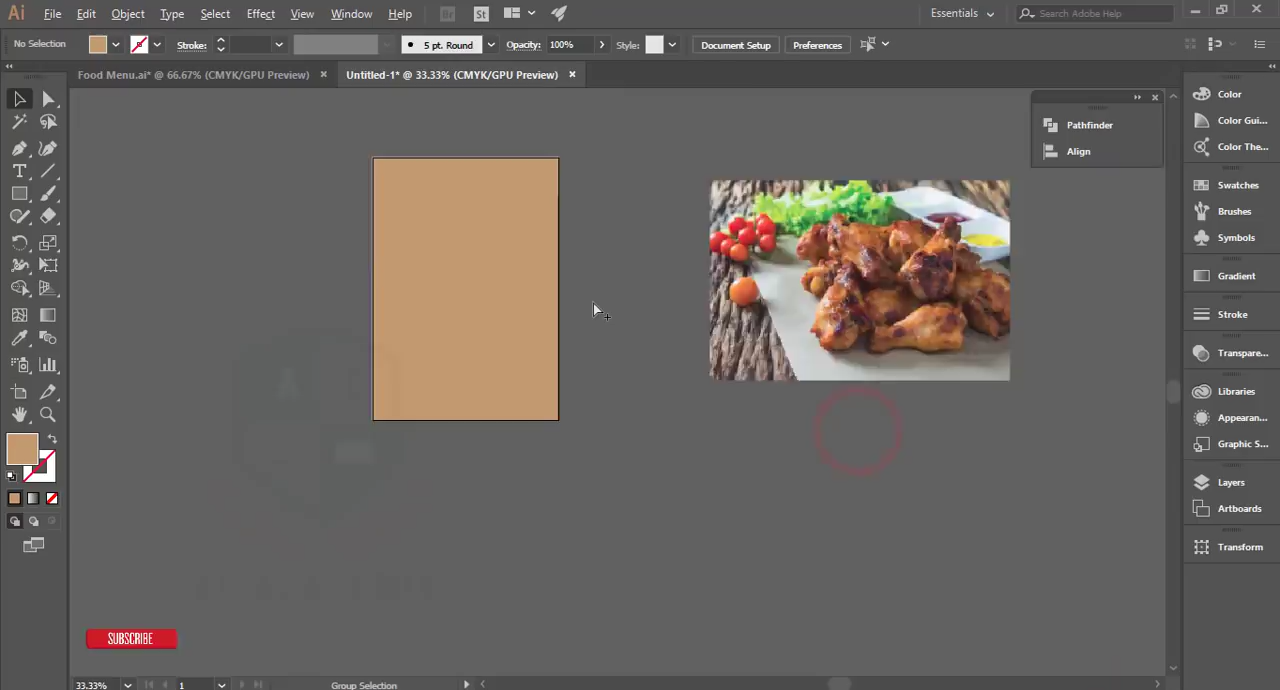 Ai File Edit Object Type Select Effect View Window Help Br St Essentials Search Adobe Help
No Selection Stroke: 5 pt. Round Opacity: 100% Style: Document Setup Preferences
Food Menu.ai* @ 66.67% (CMYK/GPU Preview) × Untitled-1* @ 33.33% (CMYK/GPU Preview) ×
Color
Color Gui...
Color The...
Swatches
Brushes
Symbols
Gradient
Stroke
Transpare...
Libraries
Appearan...
Graphic S...
Layers
Artboards
Transform
Pathfinder
Align
SUBSCRIBE
33.33% 1 Group Selection